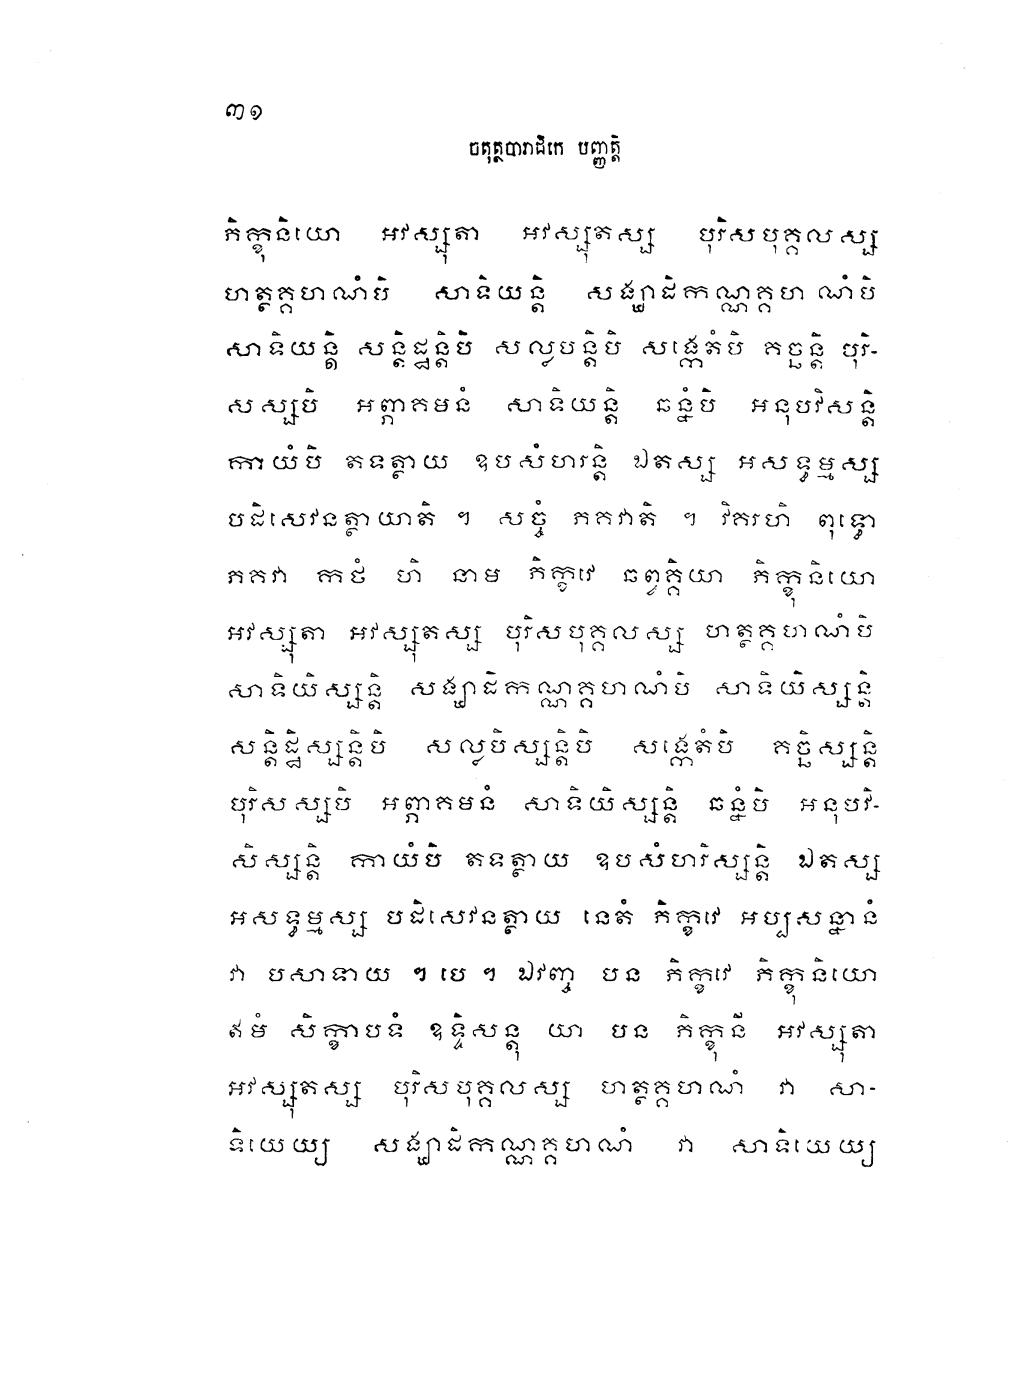 ៣១
ចតុត្ថបារាជិកេ បញ្ញត្តិ
ភិក្ខុនិយោ អវស្សុតា អវស្សុតស្ស បុរិសបុគ្គលស្ស
ហត្ថគ្គហណំបិ សាទិយន្តិ សង្ឃាដិកណ្ណគ្គហ ណំបិ
សាទិយន្តិ សន្តិដ្ឋន្តិបិ សល្លបន្តិបិ សង្កេតំបិ គច្ឆន្តិ បុរិ-
សស្សបិ អព្ភាគមនំ សាទិយន្តិ ឆន្នំបិ អនុបវិសន្តិ
កាយំបិ តទត្ថាយ ឧបសំហរន្តិ ឯតស្ស អសទ្ធម្មស្ស
បដិសេវនត្ថាយាតិ ។ សច្ចំ ភគវាតិ ។ វិគរហិ ពុទ្ធោ
ភគវា កថំ ហិ នាម ភិក្ខវេ ឆព្វគ្គិយា ភិក្ខុនិយោ
អវស្សុតា អវស្សុតស្ស បុរិសបុគ្គលស្ស ហត្ថគ្គហណំបិ
សាទិយិស្សន្តិ សង្ឃាដិកណ្ណគ្គហណំបិ សាទិយិស្សន្តិ
សន្តិដ្ឋិស្សន្តិបិ សល្លបិស្សន្តិបិ សង្កេតំបិ គច្ឆិស្សន្តិ
បុរិសស្សបិ អព្ភាគមនំ សាទិយិស្សន្តិ ឆន្នំបិ អនុបវិ-
សិស្សន្តិ កាយំបិ តទត្ថាយ ឧបសំហរិស្សន្តិ ឯតស្ស
អសទ្ធម្មស្ស បដិសេវនត្ថាយ នេតំ ភិក្ខវេ អប្បសន្នានំ
វា បសាទាយ ។ បេ ។ ឯវញ្ច បន ភិក្ខវេ ភិក្ខុនិយោ
ឥមំ សិក្ខាបទំ ឧទ្ទិសន្តុ យា បន ភិក្ខុនី អវស្សុតា
អវស្សុតស្ស បុរិសបុគ្គលស្ស ហត្ថគ្គហណំ វា សា-
ទិយេយ្យ សង្ឃាដិកណ្ណគ្គហណំ វា សាទិយេយ្យ